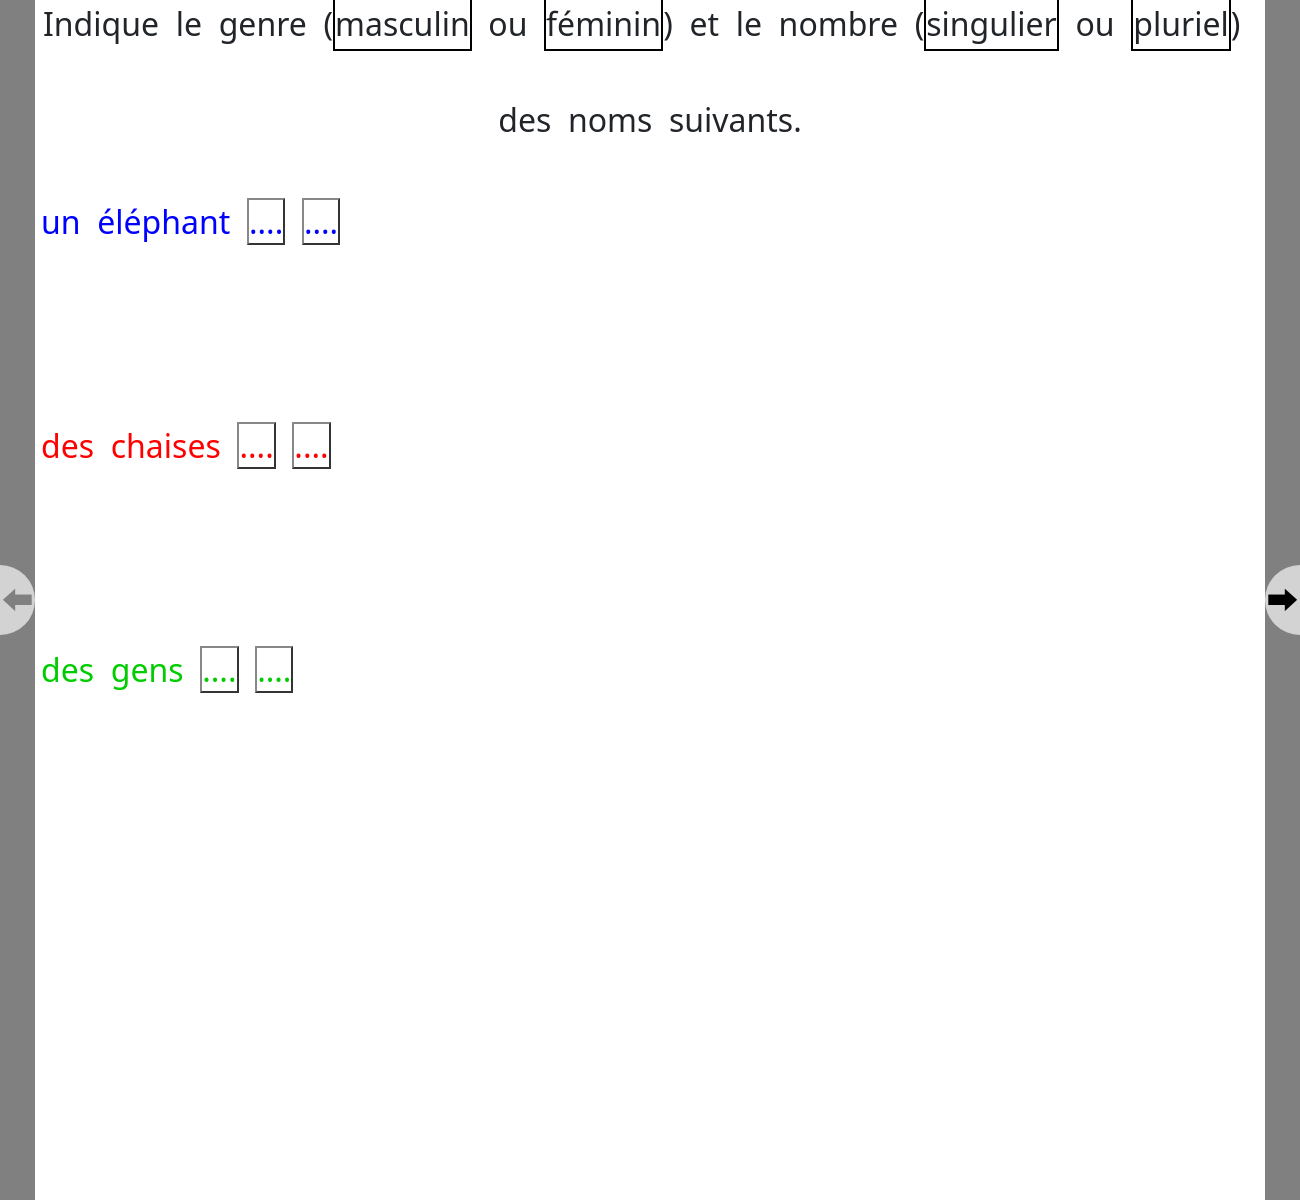 Indique le genre (masculin ou féminin) et le nombre (singulier ou pluriel)
des noms suivants.
un éléphant .... ....
des chaises .... ....
des gens .... ....